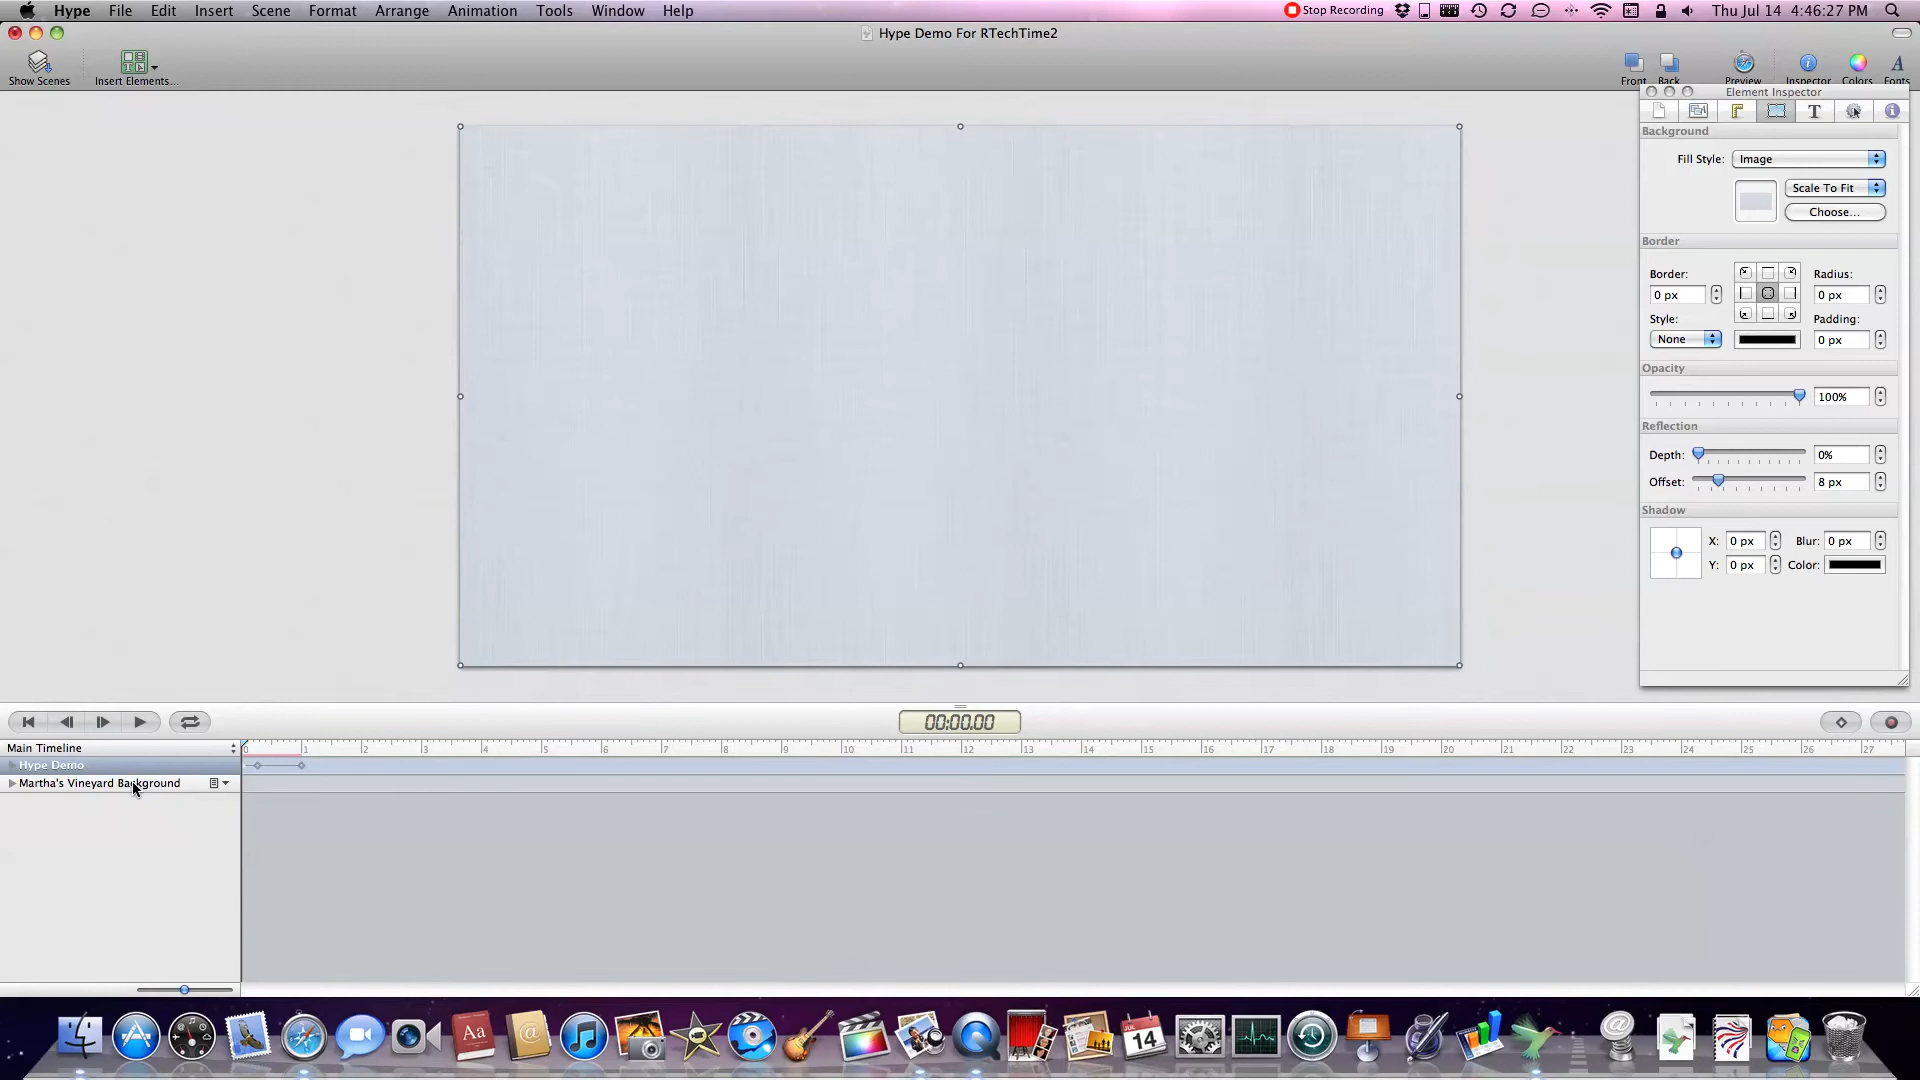 Hype File Edit Insert Scene Format Arrange Animation Tools Window Help Stop Recording Thu Jul 14 4:46:27 PM
Hype Demo For RTechTime2
Show Scenes Insert Elements... Front Back Preview Inspector Colors Fonts
Element Inspector
T
Background
Fill Style: Image
Scale To Fit
Choose...
Border
Border: Radius:
0 px 0 px
Style: Padding:
None 0 px
Opacity
100%
Reflection
Depth: 0%
Offset: 8 px
Shadow
X: 0 px Blur: 0 px
Y: 0 px Color:
00:00.00
Main Timeline 0 1 2 3 4 5 6 7 8 9 10 11 12 13 14 15 16 17 18 19 20 21 22 23 24 25 26 27
Hype Demo
Martha's Vineyard Background
Aa @ JUL 14 @